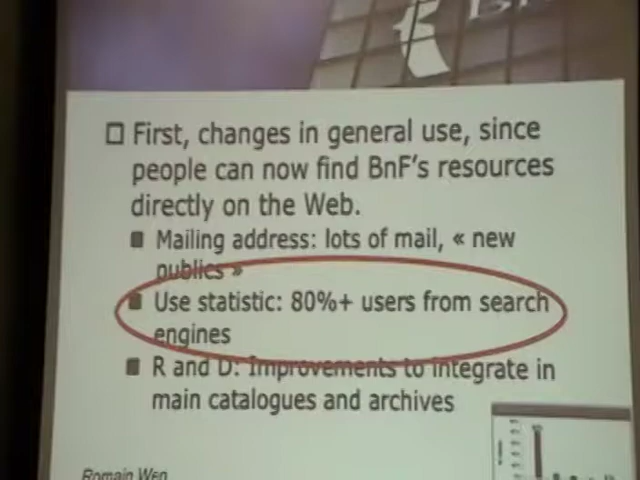 First, changes in general use, since
people can now find BnF's resources
directly on the Web.
Mailing address: lots of mail, « new
publics »
Use statistic: 80%+ users from search
engines
R and D: Improvements to integrate in
main catalogues and archives
Romain Wen